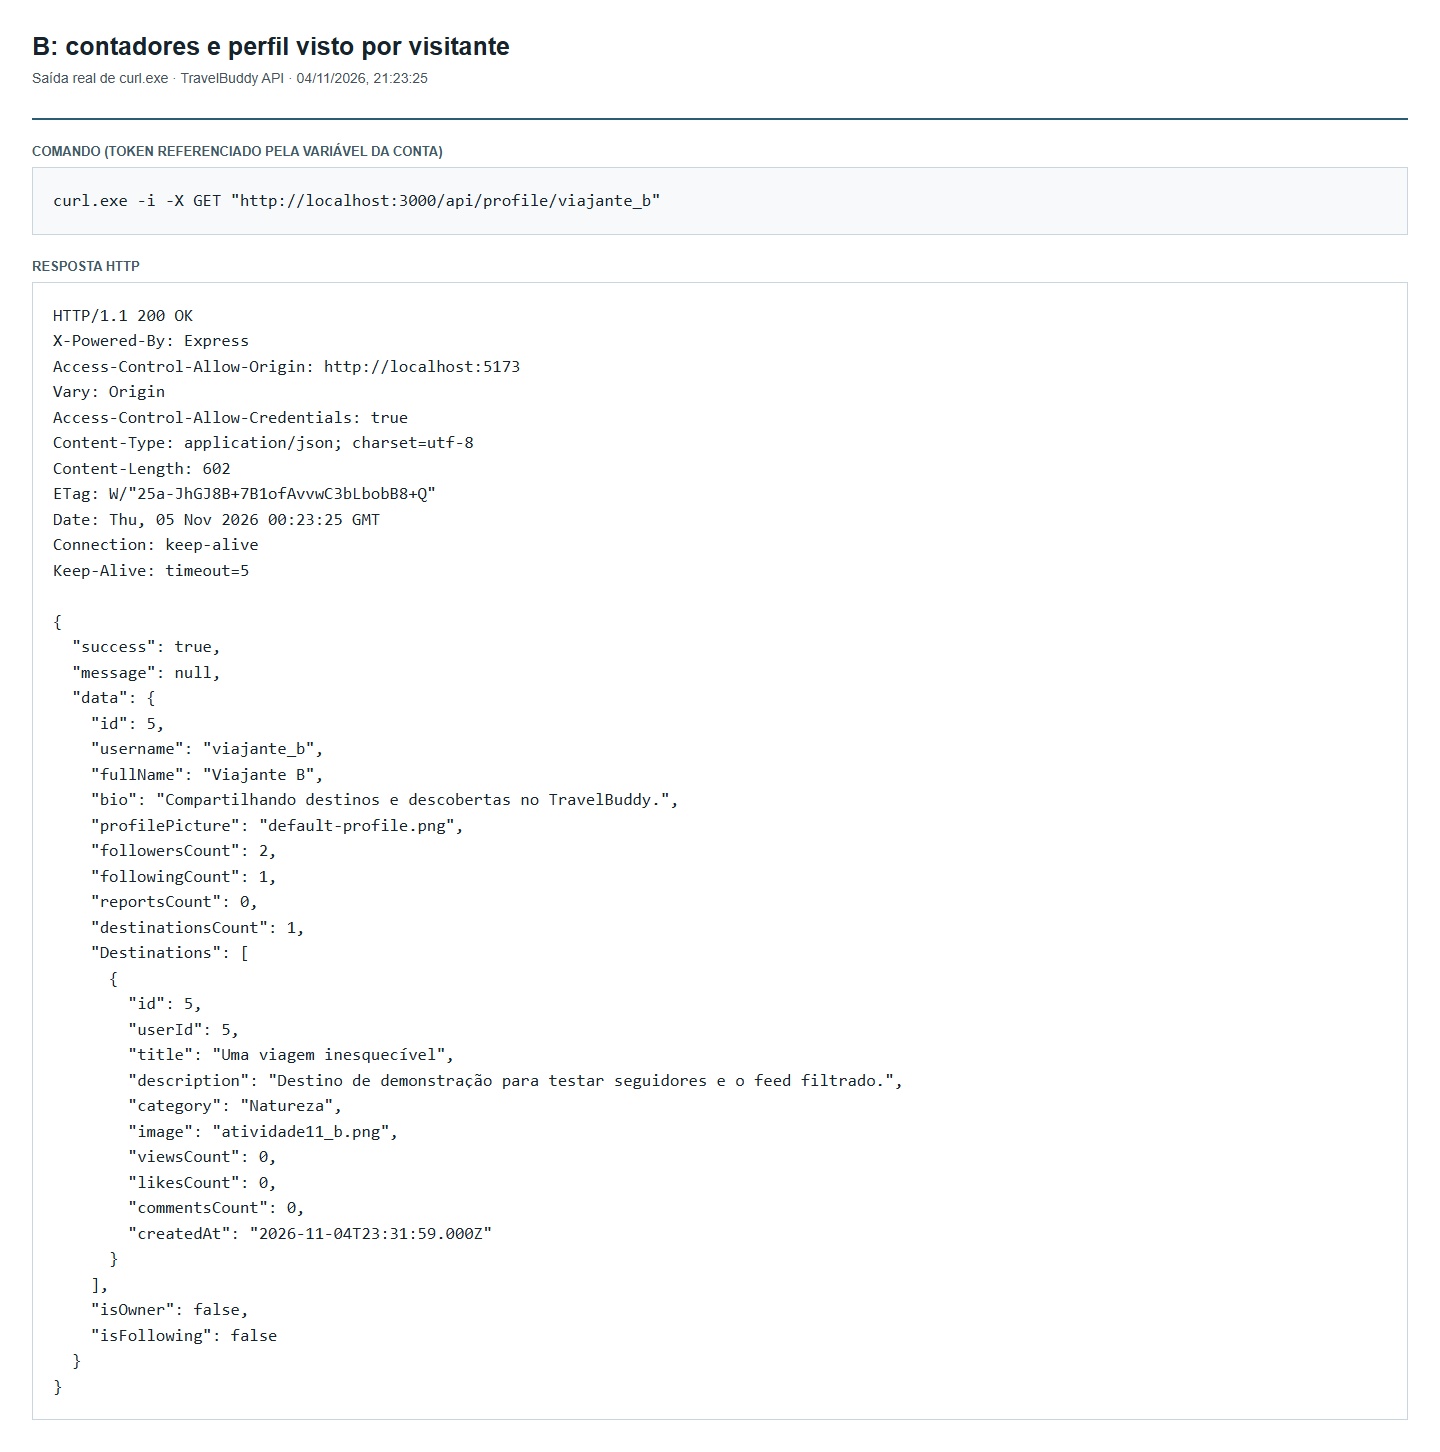 B: contadores e perfil visto por visitante
Saída real de curl.exe · TravelBuddy API · 04/11/2026, 21:23:25
COMANDO (TOKEN REFERENCIADO PELA VARIÁVEL DA CONTA)
curl.exe -i -X GET "http://localhost:3000/api/profile/viajante_b"
RESPOSTA HTTP
HTTP/1.1 200 OK
X-Powered-By: Express
Access-Control-Allow-Origin: http://localhost:5173
Vary: Origin
Access-Control-Allow-Credentials: true
Content-Type: application/json; charset=utf-8
Content-Length: 602
ETag: W/"25a-JhGJ8B+7B1ofAvvwC3bLbobB8+Q"
Date: Thu, 05 Nov 2026 00:23:25 GMT
Connection: keep-alive
Keep-Alive: timeout=5
{
  "success": true,
  "message": null,
  "data": {
    "id": 5,
    "username": "viajante_b",
    "fullName": "Viajante B",
    "bio": "Compartilhando destinos e descobertas no TravelBuddy.",
    "profilePicture": "default-profile.png",
    "followersCount": 2,
    "followingCount": 1,
    "reportsCount": 0,
    "destinationsCount": 1,
    "Destinations": [
      {
        "id": 5,
        "userId": 5,
        "title": "Uma viagem inesquecível",
        "description": "Destino de demonstração para testar seguidores e o feed filtrado.",
        "category": "Natureza",
        "image": "atividade11_b.png",
        "viewsCount": 0,
        "likesCount": 0,
        "commentsCount": 0,
        "createdAt": "2026-11-04T23:31:59.000Z"
      }
    ],
    "isOwner": false,
    "isFollowing": false
  }
}